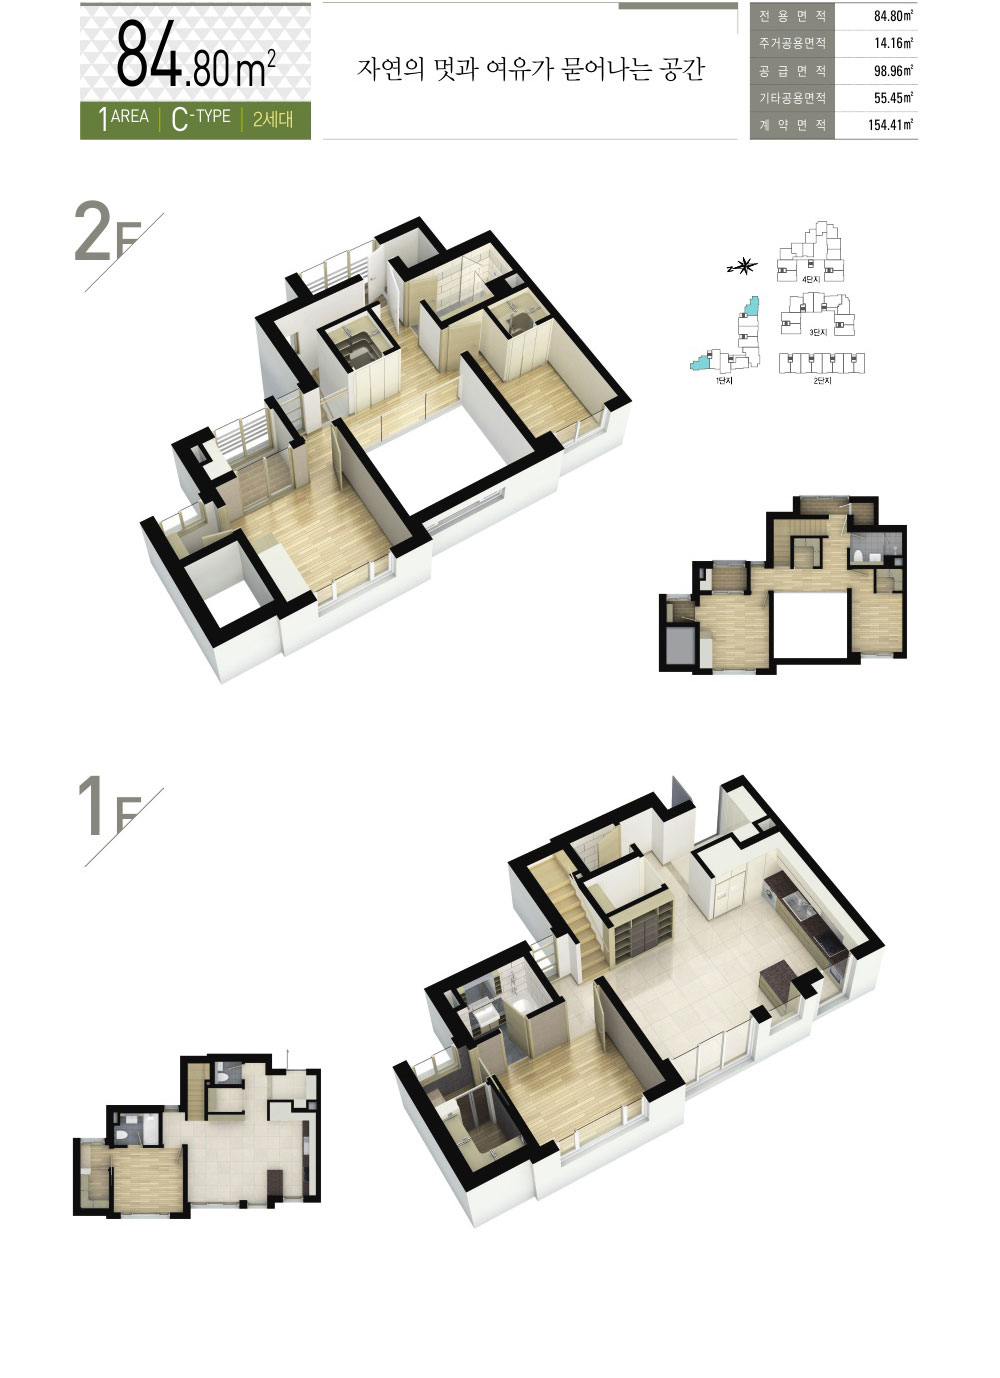 84.80m²
1AREA | C-TYPE | 2세대
자연의 멋과 여유가 묻어나는 공간
전용면적 84.80㎡
주거공용면적 14.16㎡
공급면적 98.96㎡
기타공용면적 55.45㎡
계약면적 154.41㎡
2F
N
4단지
3단지
1단지
2단지
1F